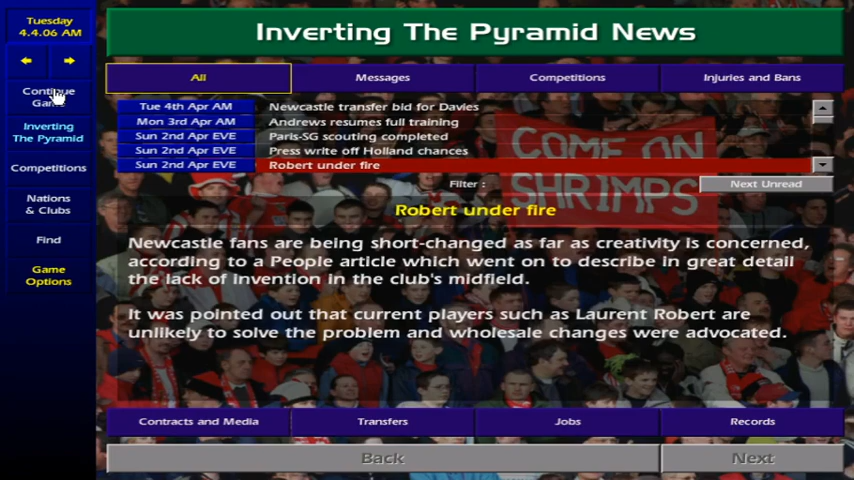 Tuesday
4.4.06 AM
Continue
Game
Inverting
The Pyramid
Competitions
Nations
& Clubs
Find
Game
Options
Inverting The Pyramid News
All
Messages
Competitions
Injuries and Bans
Tue 4th Apr AM Newcastle transfer bid for Davies
Mon 3rd Apr AM Andrews resumes full training
Sun 2nd Apr EVE Paris-SG scouting completed
Sun 2nd Apr EVE Press write off Holland chances
Sun 2nd Apr EVE Robert under fire
COME ON
SHRIMPS
Filter :
Next Unread
Robert under fire
Newcastle fans are being short-changed as far as creativity is concerned,
according to a People article which went on to describe in great detail
the lack of invention in the club's midfield.
It was pointed out that current players such as Laurent Robert are
unlikely to solve the problem and wholesale changes were advocated.
Contracts and Media
Transfers
Jobs
Records
Back
Next